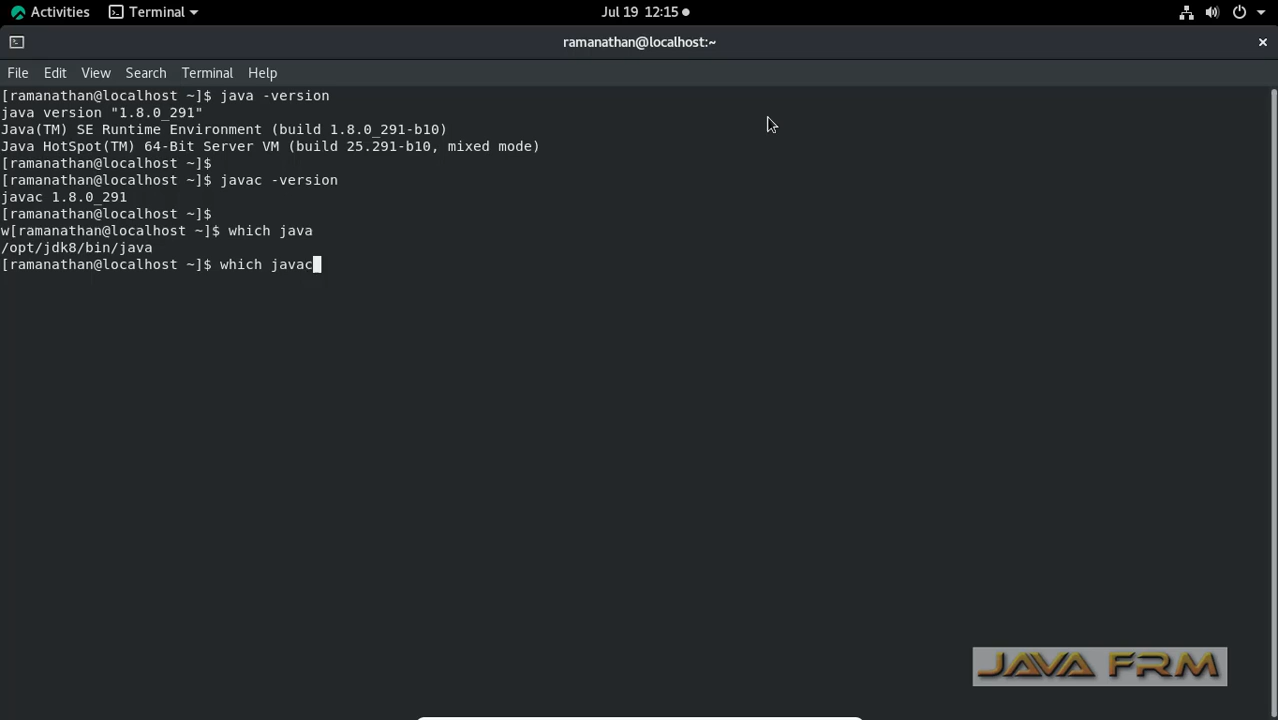 Activities Terminal Jul 19 12:15
ramanathan@localhost:~
File Edit View Search Terminal Help
[ramanathan@localhost ~]$ java -version
java version "1.8.0_291"
Java(TM) SE Runtime Environment (build 1.8.0_291-b10)
Java HotSpot(TM) 64-Bit Server VM (build 25.291-b10, mixed mode)
[ramanathan@localhost ~]$
[ramanathan@localhost ~]$ javac -version
javac 1.8.0_291
[ramanathan@localhost ~]$
w[ramanathan@localhost ~]$ which java
/opt/jdk8/bin/java
[ramanathan@localhost ~]$ which javac
JAVA FRM